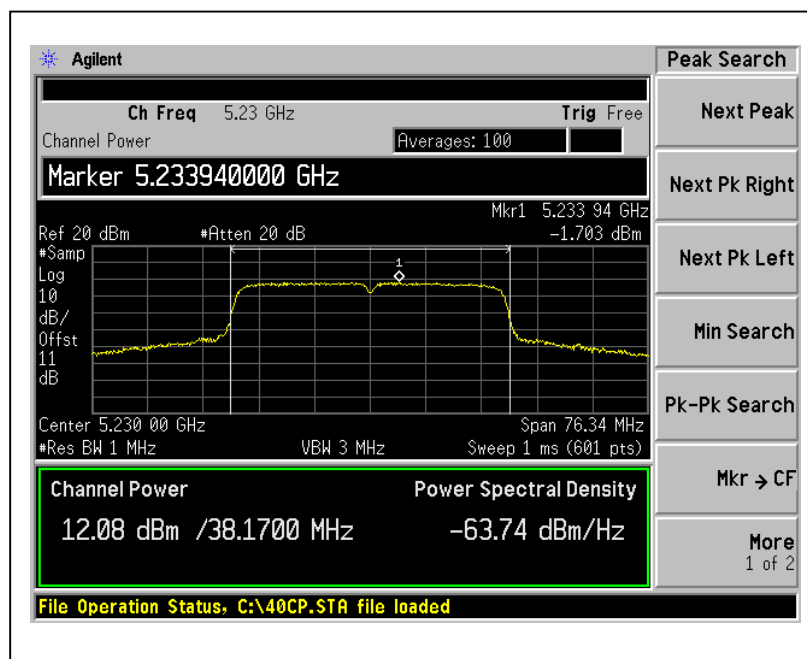 Agilent
Peak Search
Ch Freq 5.23 GHz Trig Free
Channel Power Averages: 100
Marker 5.233940000 GHz
Mkr1 5.233 94 GHz
Ref 20 dBm #Atten 20 dB -1.703 dBm
#Samp
Log
10
dB/
Offst
11
dB
1
Center 5.230 00 GHz Span 76.34 MHz
#Res BW 1 MHz VBW 3 MHz Sweep 1 ms (601 pts)
Channel Power Power Spectral Density
12.08 dBm /38.1700 MHz -63.74 dBm/Hz
File Operation Status, C:\40CP.STA file loaded
Next Peak
Next Pk Right
Next Pk Left
Min Search
Pk-Pk Search
Mkr → CF
More
1 of 2